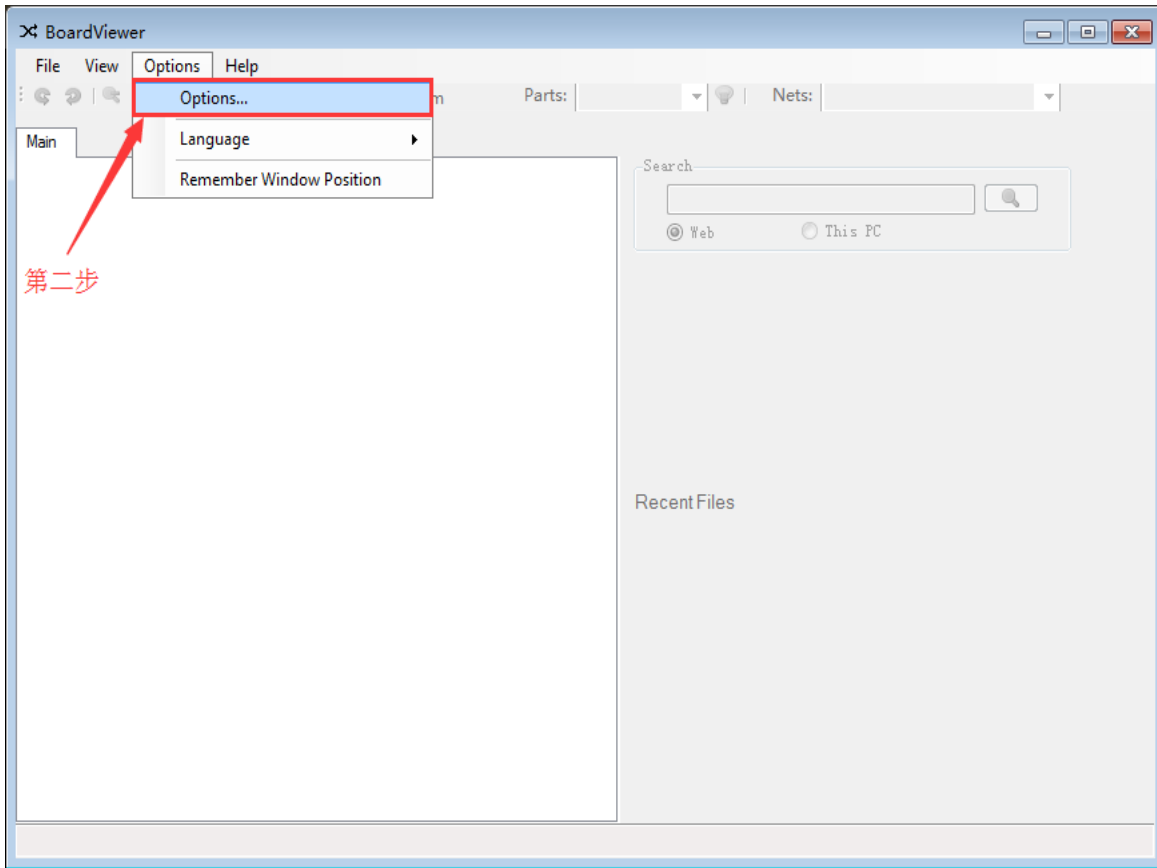 BoardViewer
File View Options Help
Options... m Parts: Nets:
Main Language
Remember Window Position
Search
Web This PC
第二步
Recent Files